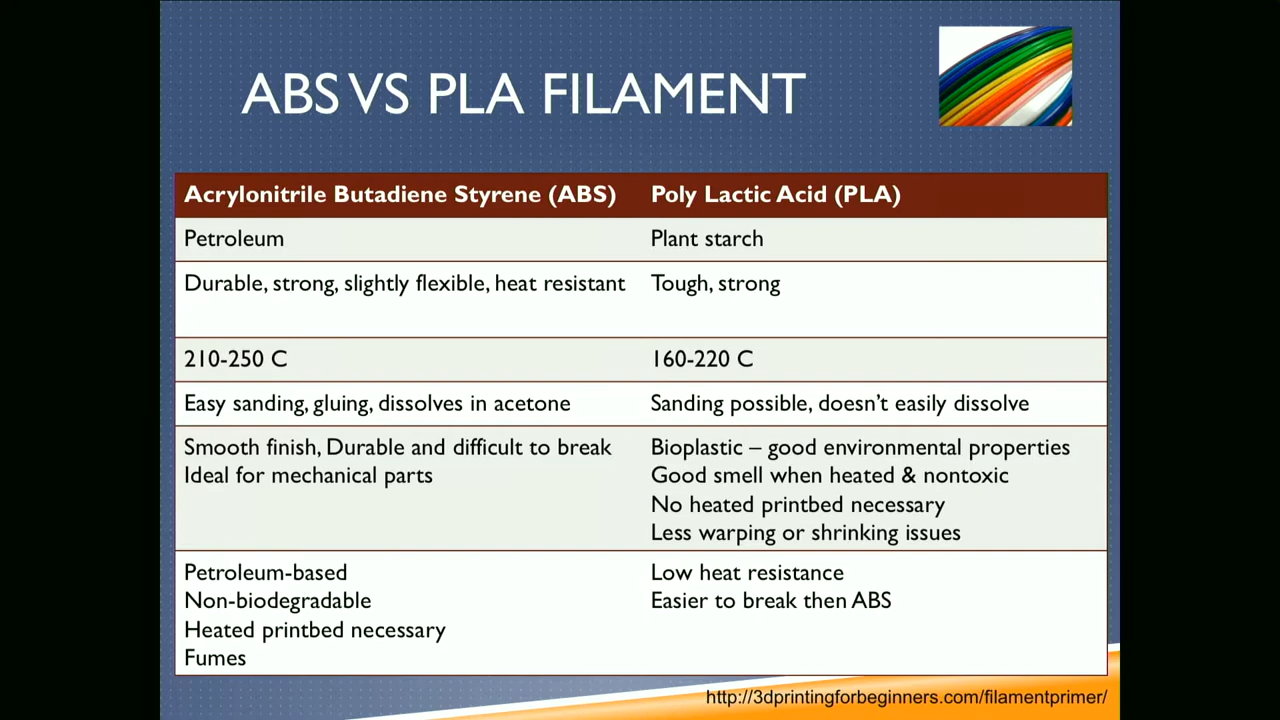 ABS VS PLA FILAMENT
Acrylonitrile Butadiene Styrene (ABS) Poly Lactic Acid (PLA)
Petroleum Plant starch
Durable, strong, slightly flexible, heat resistant Tough, strong
210-250 C 160-220 C
Easy sanding, gluing, dissolves in acetone Sanding possible, doesn’t easily dissolve
Smooth finish, Durable and difficult to break
Ideal for mechanical parts
Bioplastic – good environmental properties
Good smell when heated & nontoxic
No heated printbed necessary
Less warping or shrinking issues
Petroleum-based
Non-biodegradable
Heated printbed necessary
Fumes
Low heat resistance
Easier to break then ABS
http://3dprintingforbeginners.com/filamentprimer/